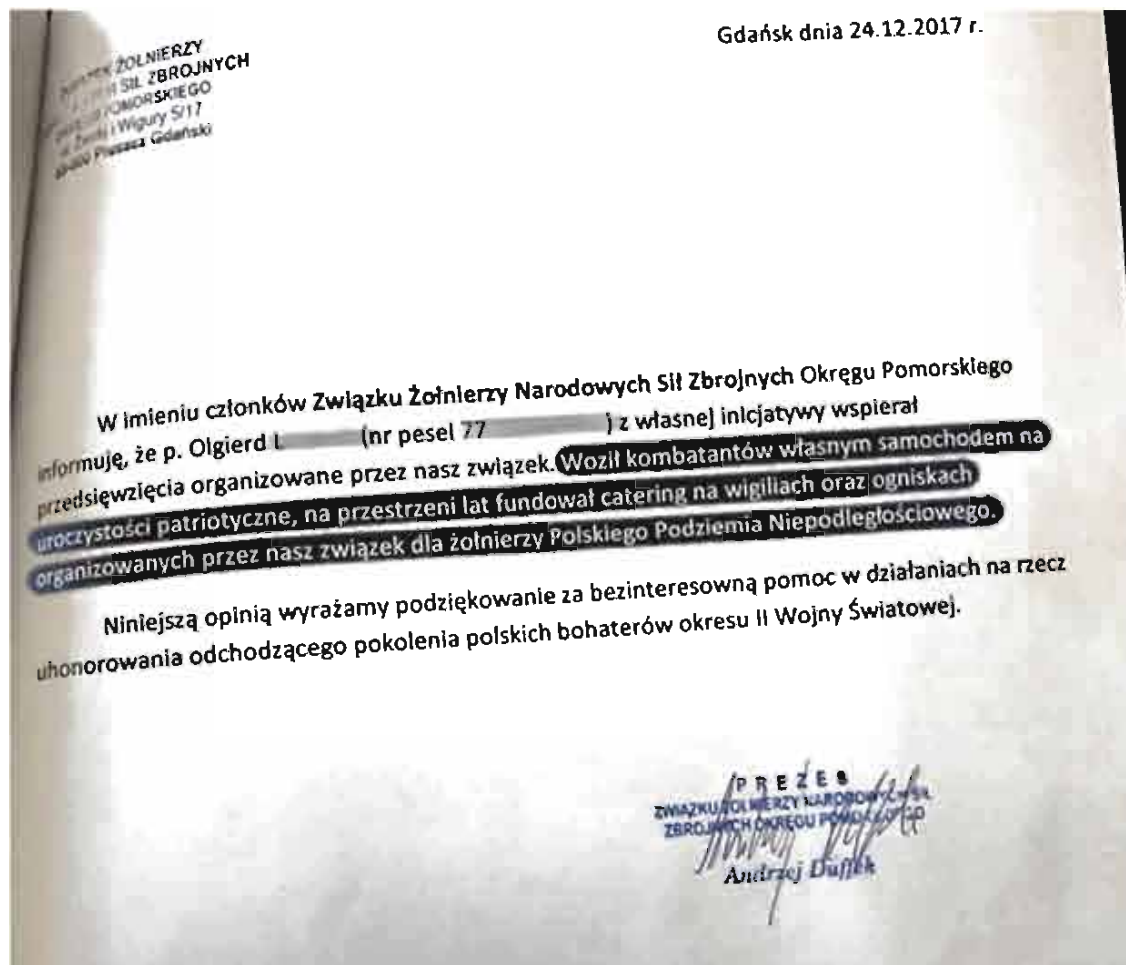 Gdańsk dnia 24.12.2017 r.
ŻOŁNIERZY
SIŁ ZBROJNYCH
POMORSKIEGO
i Wigury 5/17
Gdański
W imieniu członków Związku Żołnierzy Narodowych Sił Zbrojnych Okręgu Pomorskiego
informuję, że p. Olgierd L (nr pesel 77 ) z własnej inicjatywy wspierał
przedsięwzięcia organizowane przez nasz związek. Woził kombatantów własnym samochodem na
uroczystości patriotyczne, na przestrzeni lat fundował catering na wigiliach oraz ogniskach
organizowanych przez nasz związek dla żołnierzy Polskiego Podziemia Niepodległościowego.
Niniejszą opinią wyrażamy podziękowanie za bezinteresowną pomoc w działaniach na rzecz
uhonorowania odchodzącego pokolenia polskich bohaterów okresu II Wojny Światowej.
PREZES
ZWIĄZKU ŻOŁNIERZY NARODOWYCH
ZBROJNYCH OKRĘGU
Andrzej Duffek